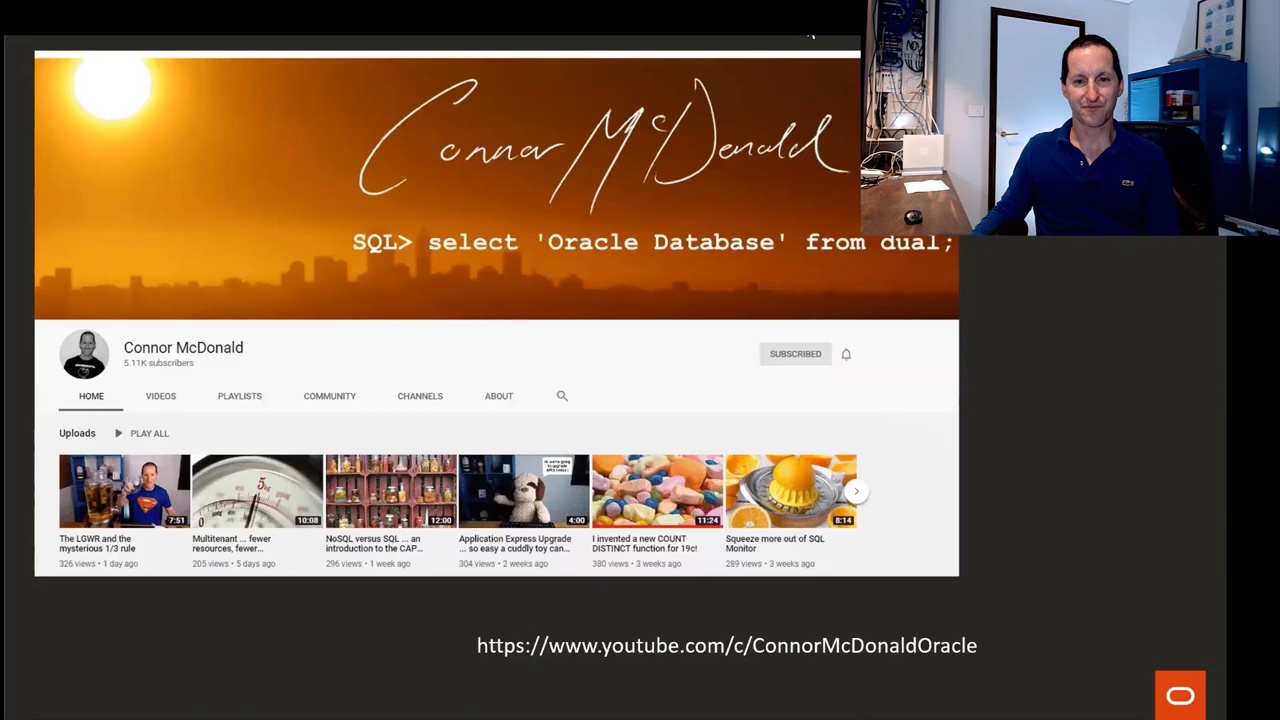 Connor McDonald
SQL> select 'Oracle Database' from dual;
Connor McDonald
5.11K subscribers
SUBSCRIBED
HOME
VIDEOS
PLAYLISTS
COMMUNITY
CHANNELS
ABOUT
Uploads
PLAY ALL
7:51
10:08
12:00
4:00
11:24
8:14
The LGWR and the
mysterious 1/3 rule
326 views • 1 day ago
Multitenant ... fewer
resources, fewer...
205 views • 5 days ago
NoSQL versus SQL ... an
introduction to the CAP...
296 views • 1 week ago
Application Express Upgrade
... so easy a cuddly toy can...
304 views • 2 weeks ago
I invented a new COUNT
DISTINCT function for 19c!
380 views • 3 weeks ago
Squeeze more out of SQL
Monitor
289 views • 3 weeks ago
https://www.youtube.com/c/ConnorMcDonaldOracle